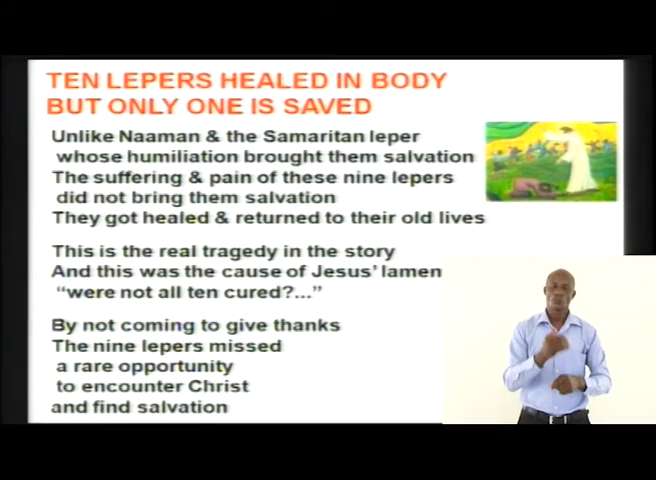 TEN LEPERS HEALED IN BODY
BUT ONLY ONE IS SAVED
Unlike Naaman & the Samaritan leper
whose humiliation brought them salvation
The suffering & pain of these nine lepers
did not bring them salvation
They got healed & returned to their old lives
This is the real tragedy in the story
And this was the cause of Jesus' lamen
"were not all ten cured?..."
By not coming to give thanks
The nine lepers missed
a rare opportunity
to encounter Christ
and find salvation